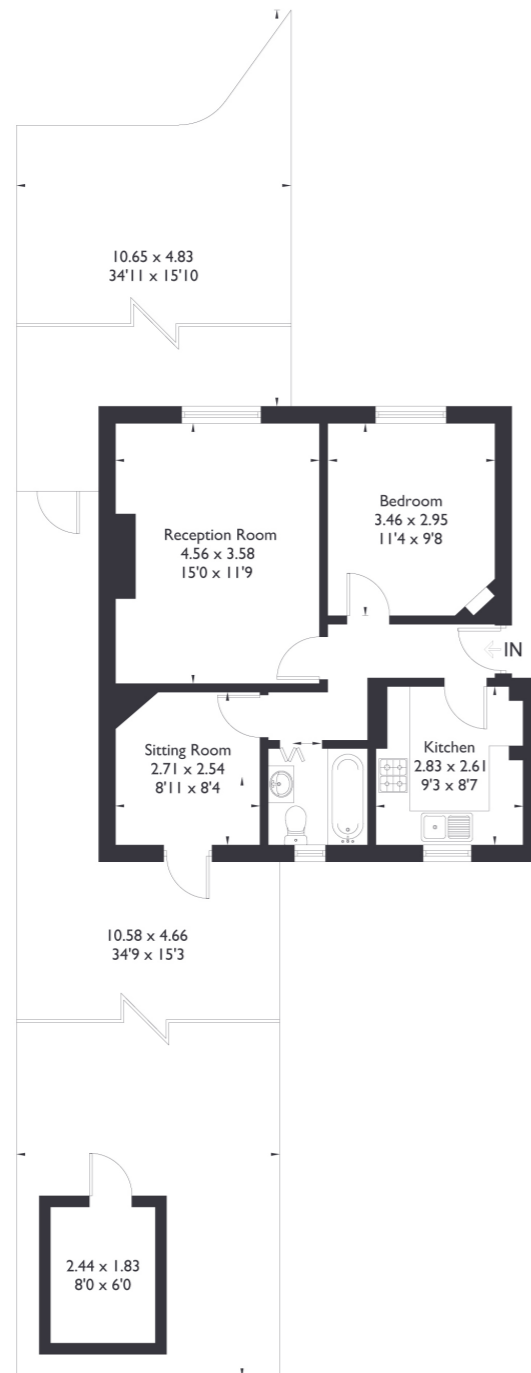 10.65 x 4.83
34'11 x 15'10
Reception Room
4.56 x 3.58
15'0 x 11'9
Bedroom
3.46 x 2.95
11'4 x 9'8
IN
Sitting Room
2.71 x 2.54
8'11 x 8'4
Kitchen
2.83 x 2.61
9'3 x 8'7
10.58 x 4.66
34'9 x 15'3
2.44 x 1.83
8'0 x 6'0